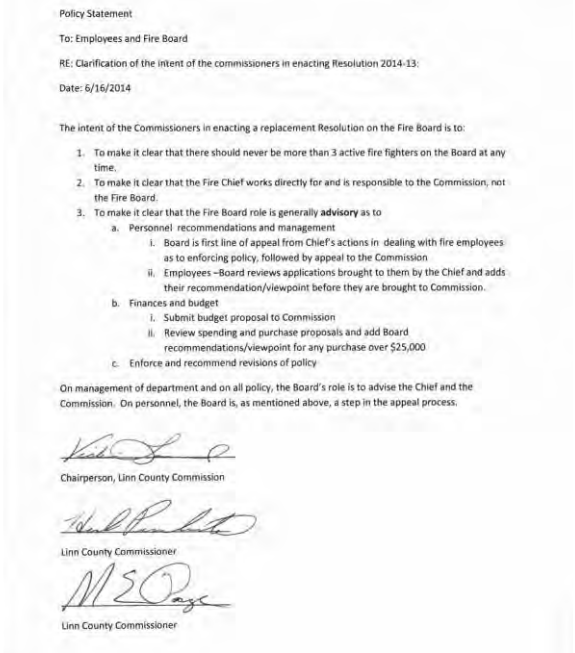 Policy Statement
To: Employees and Fire Board
RE: Clarification of the intent of the commissioners in enacting Resolution 2014-13:
Date: 6/16/2014
The intent of the Commissioners in enacting a replacement Resolution on the Fire Board is to:
1. To make it clear that there should never be more than 3 active fire fighters on the Board at any
time.
2. To make it clear that the Fire Chief works directly for and is responsible to the Commission, not
the Fire Board.
3. To make it clear that the Fire Board role is generally advisory as to
a. Personnel recommendations and management
i. Board is first line of appeal from Chief's actions in dealing with fire employees
as to enforcing policy, followed by appeal to the Commission
ii. Employees –Board reviews applications brought to them by the Chief and adds
their recommendation/viewpoint before they are brought to Commission.
b. Finances and budget
i. Submit budget proposal to Commission
ii. Review spending and purchase proposals and add Board
recommendations/viewpoint for any purchase over $25,000
c. Enforce and recommend revisions of policy
On management of department and on all policy, the Board's role is to advise the Chief and the
Commission. On personnel, the Board is, as mentioned above, a step in the appeal process.
Chairperson, Linn County Commission
Linn County Commissioner
Linn County Commissioner